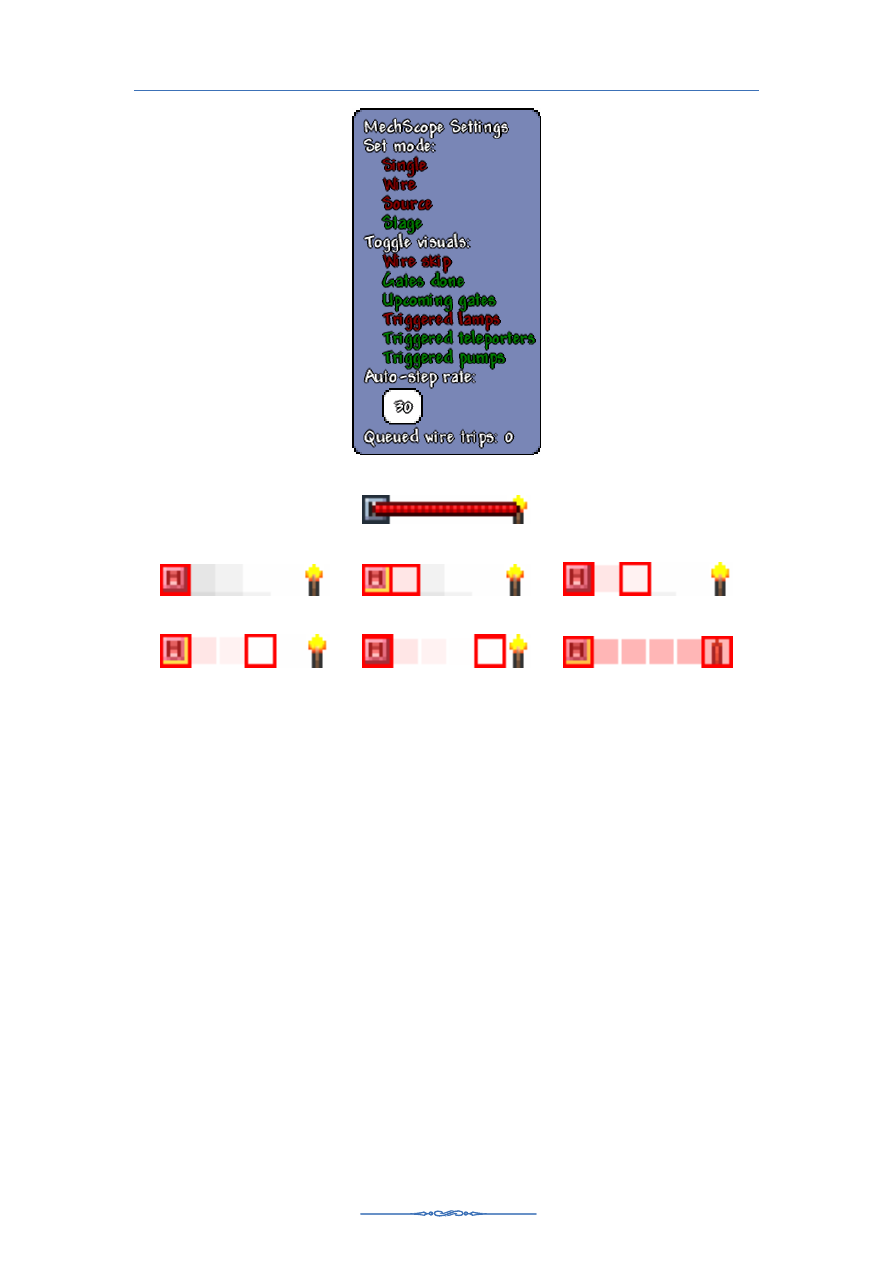 MechScope Settings
Set mode:
Single
Wire
Source
Stage
Toggle visuals:
Wire skip
Gates done
Upcoming gates
Triggered lamps
Triggered teleporters
Triggered pumps
Auto-step rate:
30
Queued wire trips: 0